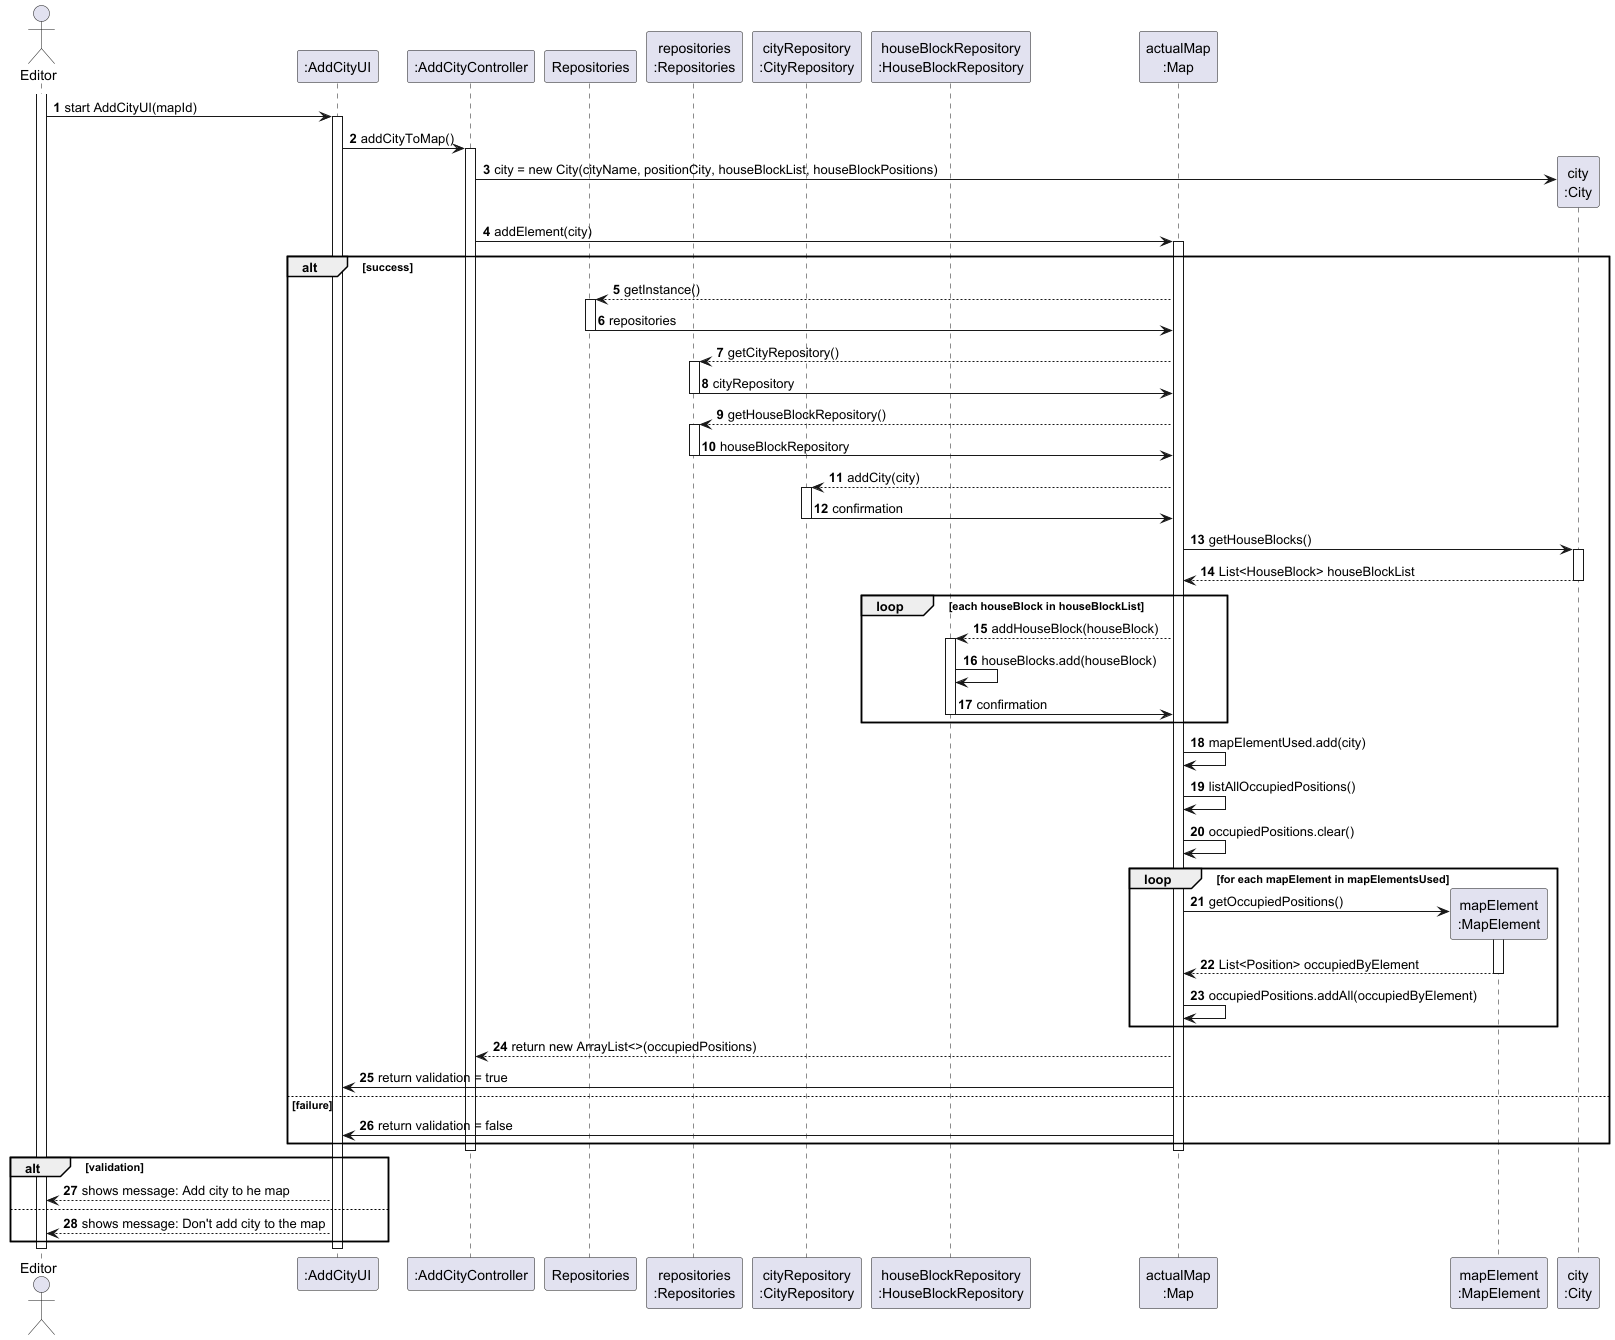 Editor
:AddCityUI
:AddCityController
Repositories
repositories
:Repositories
cityRepository
:CityRepository
houseBlockRepository
:HouseBlockRepository
actualMap
:Map
1 start AddCityUI(mapId)
2 addCityToMap()
3 city = new City(cityName, positionCity, houseBlockList, houseBlockPositions)
city
:City
4 addElement(city)
alt [success]
5 getInstance()
6 repositories
7 getCityRepository()
8 cityRepository
9 getHouseBlockRepository()
10 houseBlockRepository
11 addCity(city)
12 confirmation
13 getHouseBlocks()
14 List<HouseBlock> houseBlockList
loop [each houseBlock in houseBlockList]
15 addHouseBlock(houseBlock)
16 houseBlocks.add(houseBlock)
17 confirmation
18 mapElementUsed.add(city)
19 listAllOccupiedPositions()
20 occupiedPositions.clear()
loop [for each mapElement in mapElementsUsed]
21 getOccupiedPositions()
mapElement
:MapElement
22 List<Position> occupiedByElement
23 occupiedPositions.addAll(occupiedByElement)
24 return new ArrayList<>(occupiedPositions)
25 return validation = true
[failure]
26 return validation = false
alt [validation]
27 shows message: Add city to he map
28 shows message: Don't add city to the map
Editor
:AddCityUI
:AddCityController
Repositories
repositories
:Repositories
cityRepository
:CityRepository
houseBlockRepository
:HouseBlockRepository
actualMap
:Map
mapElement
:MapElement
city
:City